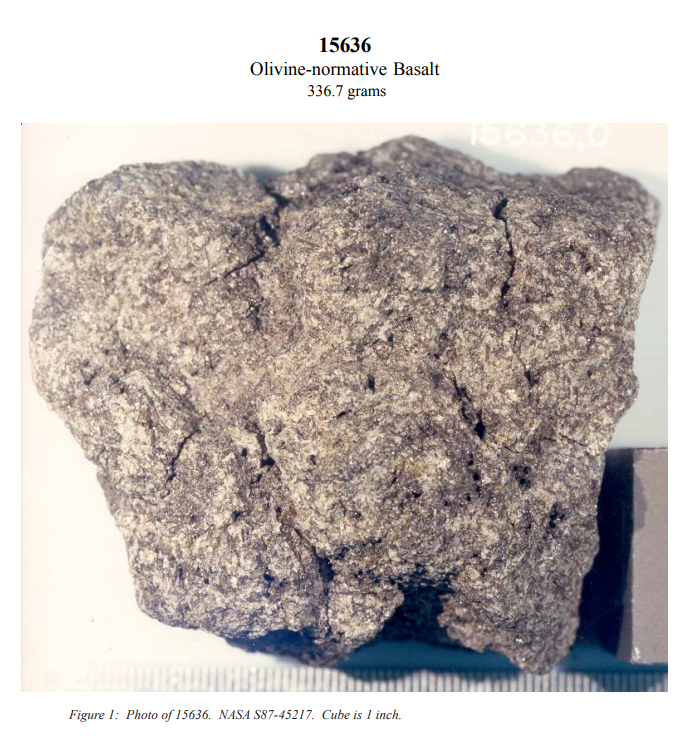 15636
Olivine-normative Basalt
336.7 grams
15636,0
Figure 1:  Photo of 15636.  NASA S87-45217.  Cube is 1 inch.